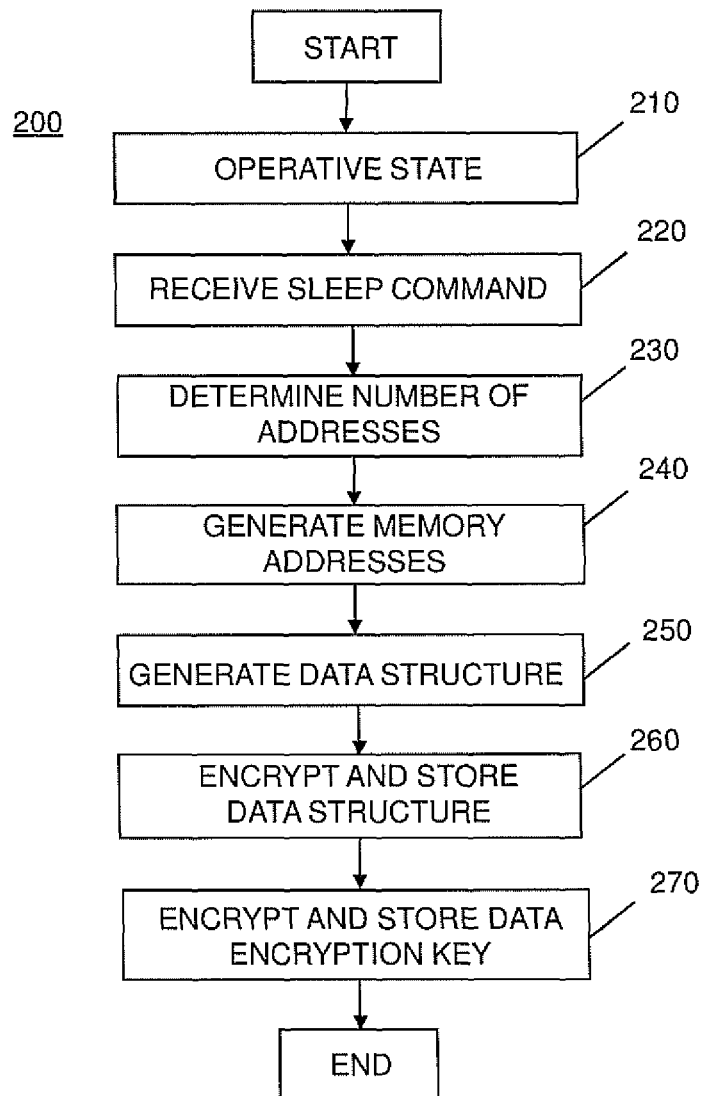 START
200
210
OPERATIVE STATE
220
RECEIVE SLEEP COMMAND
230
DETERMINE NUMBER OF
ADDRESSES
240
GENERATE MEMORY
ADDRESSES
250
GENERATE DATA STRUCTURE
260
ENCRYPT AND STORE
DATA STRUCTURE
270
ENCRYPT AND STORE DATA
ENCRYPTION KEY
END